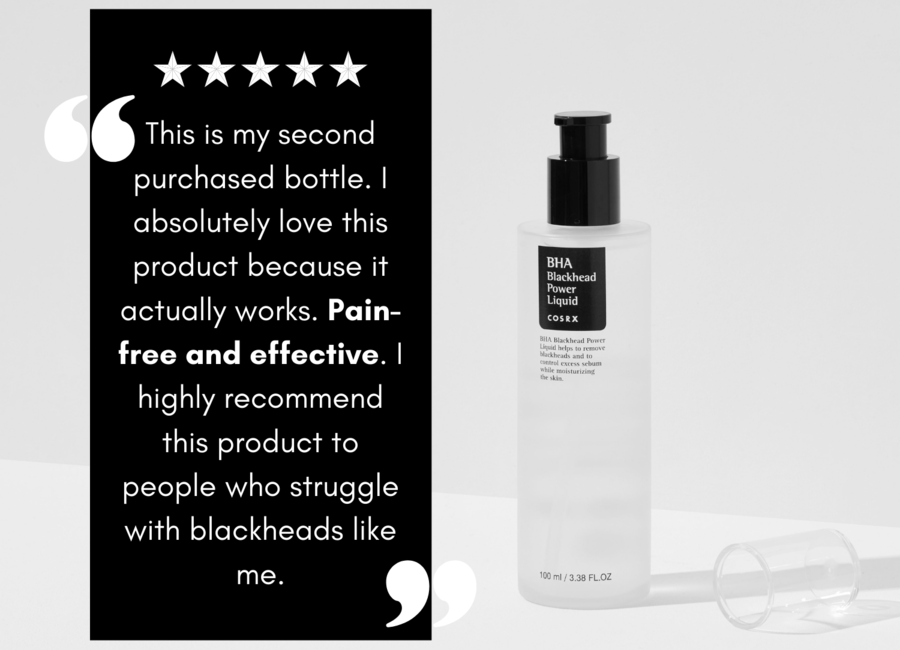 This is my second
purchased bottle. I
absolutely love this
product because it
actually works. Pain-
free and effective. I
highly recommend
this product to
people who struggle
with blackheads like
me.
BHA
Blackhead
Power
Liquid
COSRX
BHA Blackhead Power
Liquid helps to remove
blackheads and to
control excess sebum
while moisturizing
the skin.
100 ml / 3.38 FL.OZ